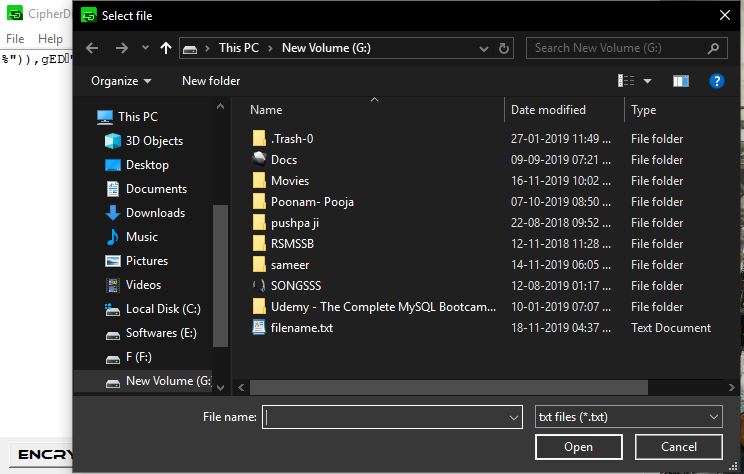 CipherDi
Select file
File Help
This PC New Volume (G:)
Search New Volume (G:)
Organize
New folder
Name
Date modified
Type
This PC
3D Objects
Desktop
Documents
Downloads
Music
Pictures
Videos
Local Disk (C:)
Softwares (E:)
F (F:)
New Volume (G:
.Trash-0 27-01-2019 11:49 ... File folder
Docs 09-09-2019 07:21 ... File folder
Movies 16-11-2019 10:02 ... File folder
Poonam- Pooja 07-10-2019 08:50 ... File folder
pushpa ji 22-08-2018 09:52 ... File folder
RSMSSB 12-11-2018 11:28 ... File folder
sameer 14-11-2019 06:05 ... File folder
SONGSSS 12-08-2019 01:17 ... File folder
Udemy - The Complete MySQL Bootcam... 10-01-2019 07:07 ... File folder
filename.txt 18-11-2019 04:37 ... Text Document
File name:
txt files (*.txt)
Open
Cancel
ENCRY